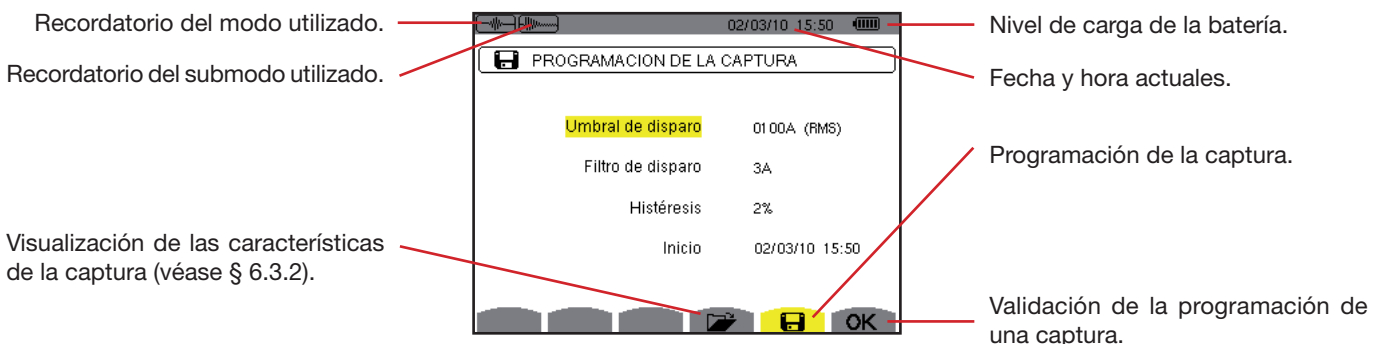 Recordatorio del modo utilizado.
Recordatorio del submodo utilizado.
Visualización de las características
de la captura (véase § 6.3.2).
02/03/10 15:50
PROGRAMACION DE LA CAPTURA
Umbral de disparo 0100A (RMS)
Filtro de disparo 3A
Histéresis 2%
Inicio 02/03/10 15:50
OK
Nivel de carga de la batería.
Fecha y hora actuales.
Programación de la captura.
Validación de la programación de
una captura.